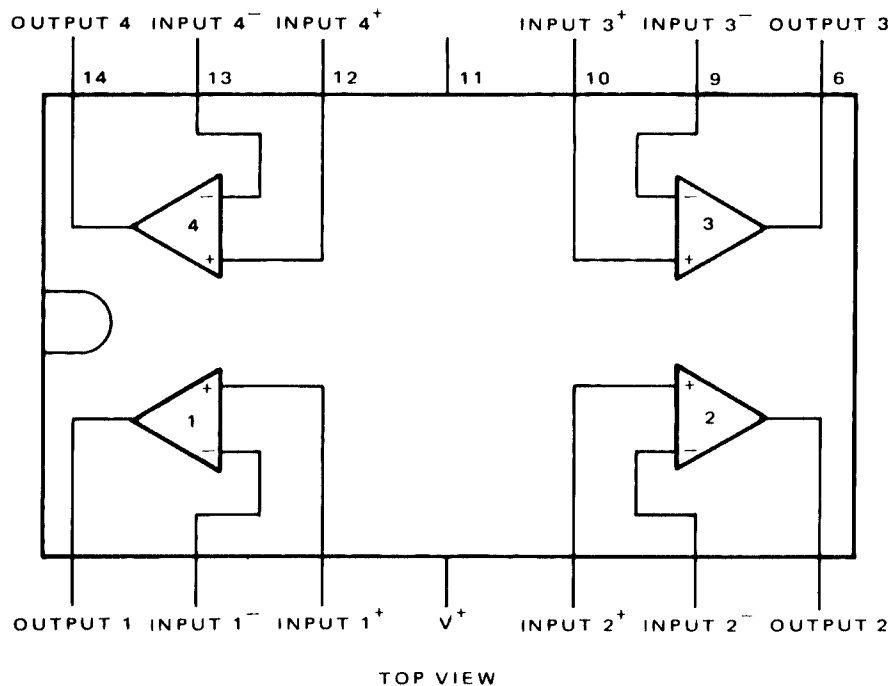 OUTPUT 4 INPUT 4⁻ INPUT 4⁺ INPUT 3⁺ INPUT 3⁻ OUTPUT 3
14 13 12 11 10 9 6
− −
4 3
+ +
+ +
1 2
− −
OUTPUT 1 INPUT 1⁻ INPUT 1⁺ V⁺ INPUT 2⁺ INPUT 2⁻ OUTPUT 2
TOP VIEW